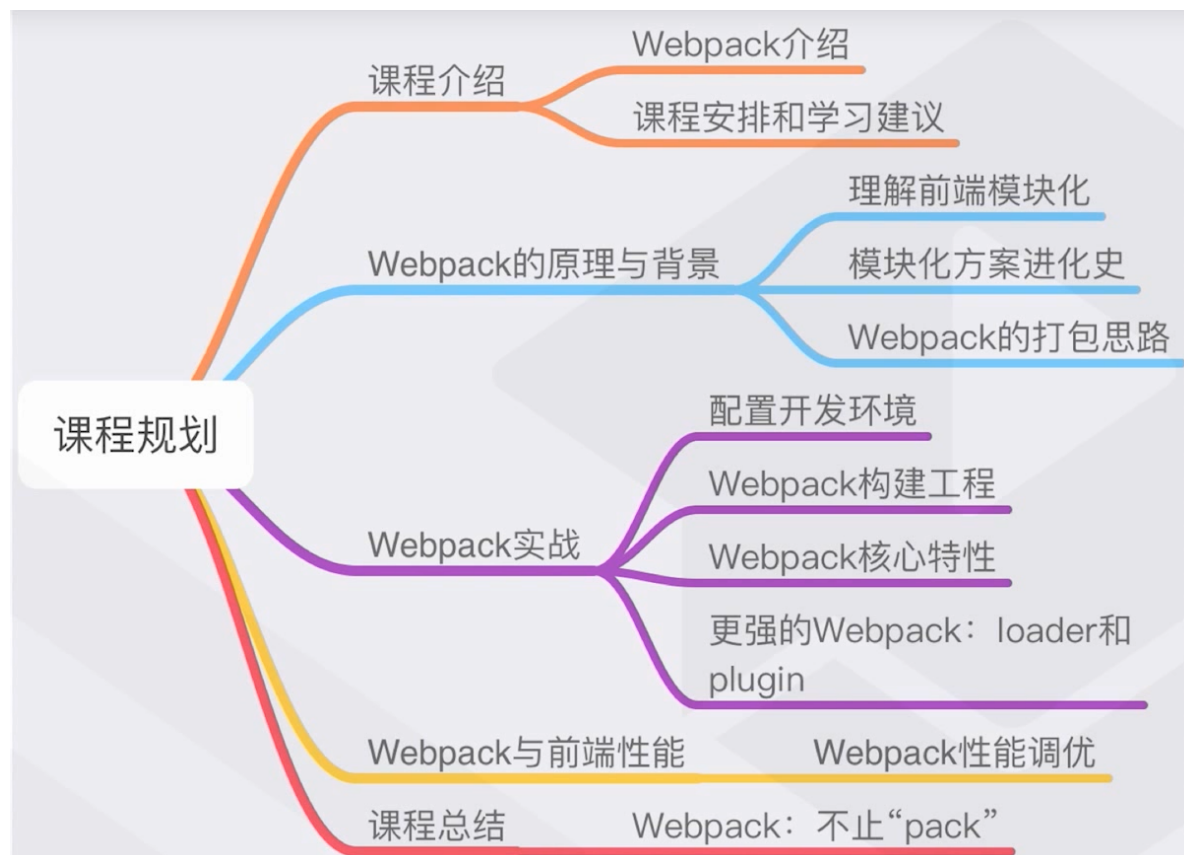 课程规划
课程介绍
Webpack介绍
课程安排和学习建议
Webpack的原理与背景
理解前端模块化
模块化方案进化史
Webpack的打包思路
Webpack实战
配置开发环境
Webpack构建工程
Webpack核心特性
更强的Webpack：loader和
plugin
Webpack与前端性能
Webpack性能调优
课程总结
Webpack：不止“pack”